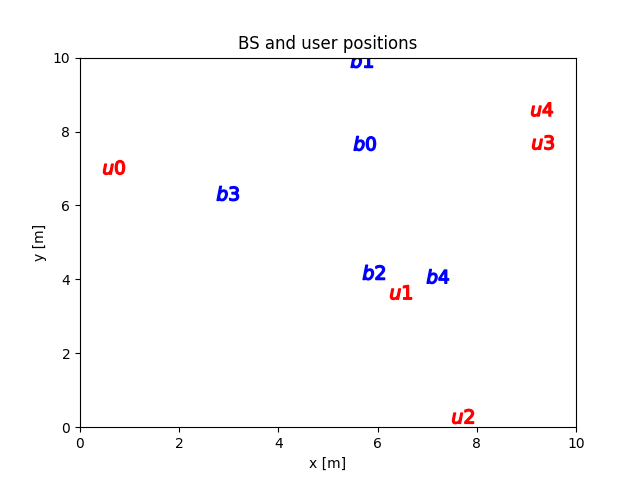 BS and user positions
10
b1
u4
8
b0
u3
u0
b3
6
y [m]
4
b2
b4
u1
2
u2
0
0 2 4 6 8 10
x [m]